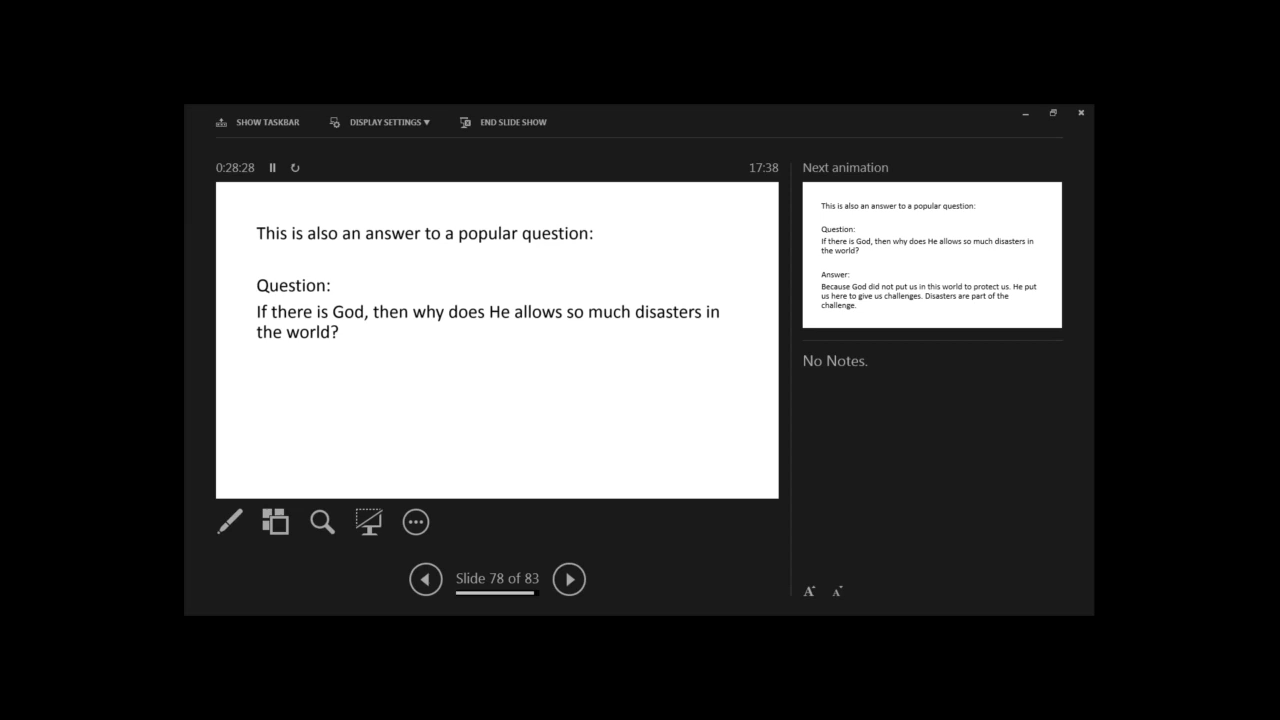 SHOW TASKBAR
DISPLAY SETTINGS ▼
END SLIDE SHOW
0:28:28
17:38
Next animation
This is also an answer to a popular question:
Question:
If there is God, then why does He allows so much disasters in
the world?
This is also an answer to a popular question:
Question:
If there is God, then why does He allows so much disasters in
the world?
Answer:
Because God did not put us in this world to protect us. He put
us here to give us challenges. Disasters are part of the
challenge.
No Notes.
Slide 78 of 83
A A